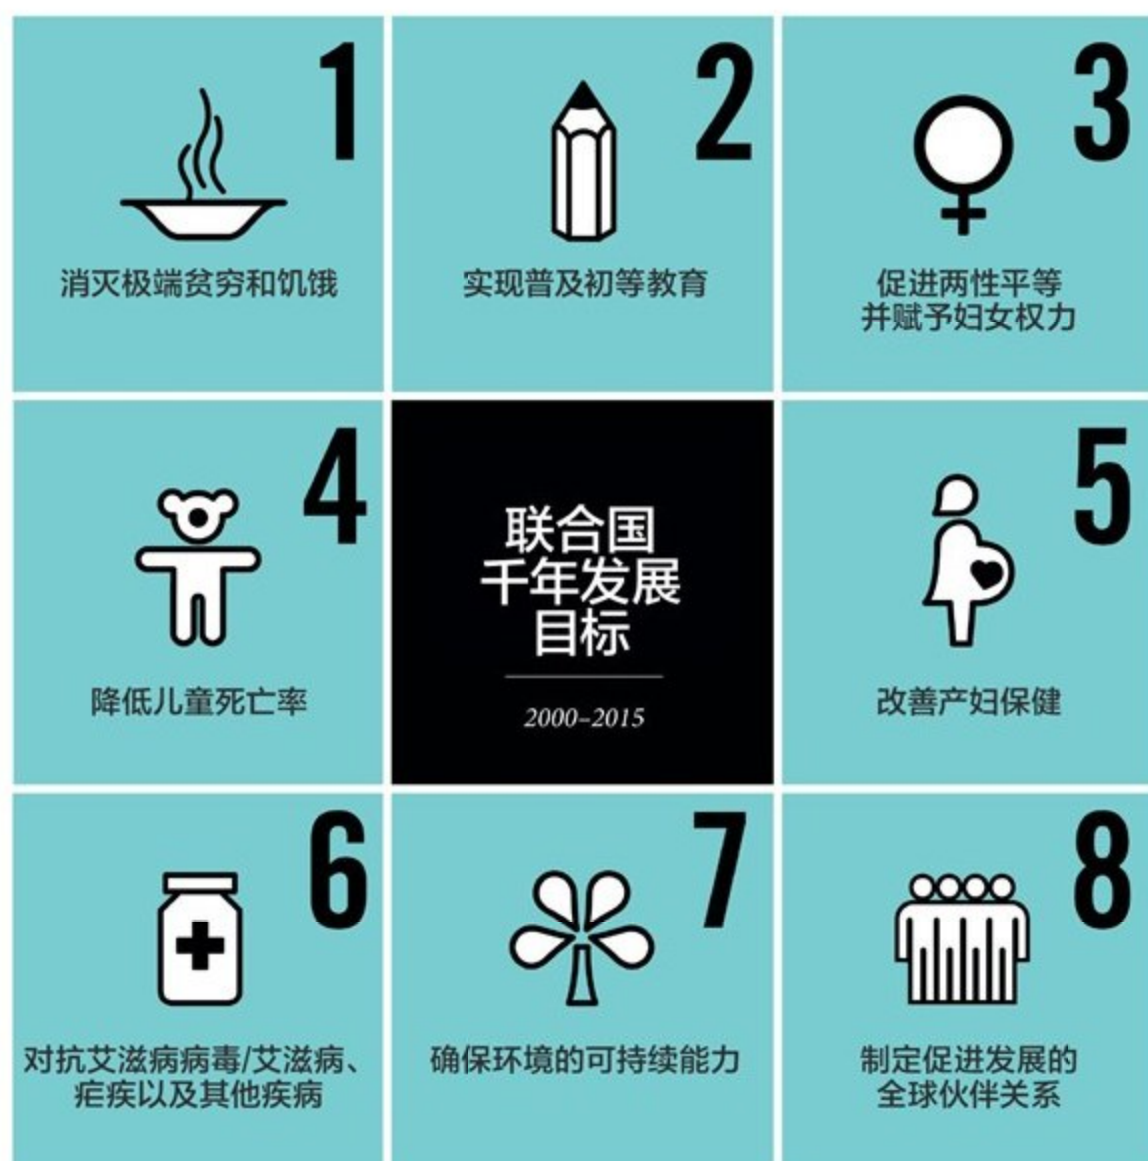 1
消灭极端贫穷和饥饿
2
实现普及初等教育
3
促进两性平等
并赋予妇女权力
4
降低儿童死亡率
联合国
千年发展
目标
2000–2015
5
改善产妇保健
6
对抗艾滋病病毒/艾滋病、
疟疾以及其他疾病
7
确保环境的可持续能力
8
制定促进发展的
全球伙伴关系